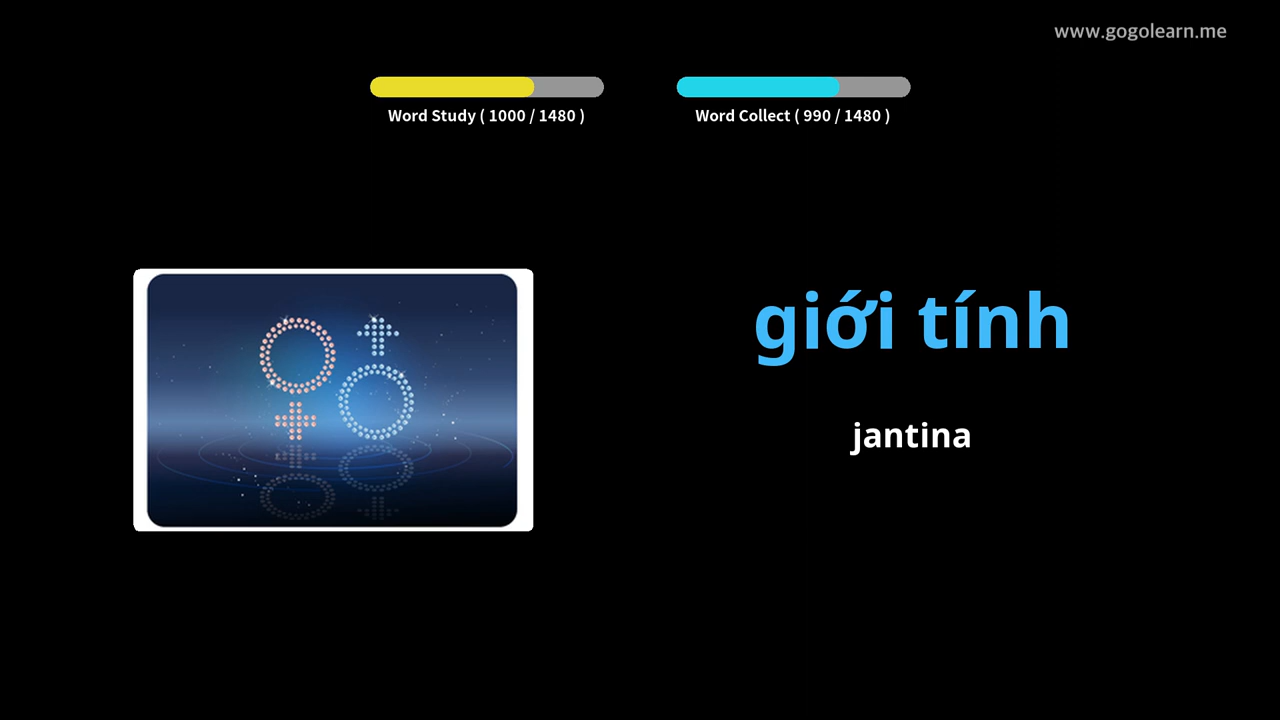 www.gogolearn.me
Word Study ( 1000 / 1480 )
Word Collect ( 990 / 1480 )
giới tính
jantina